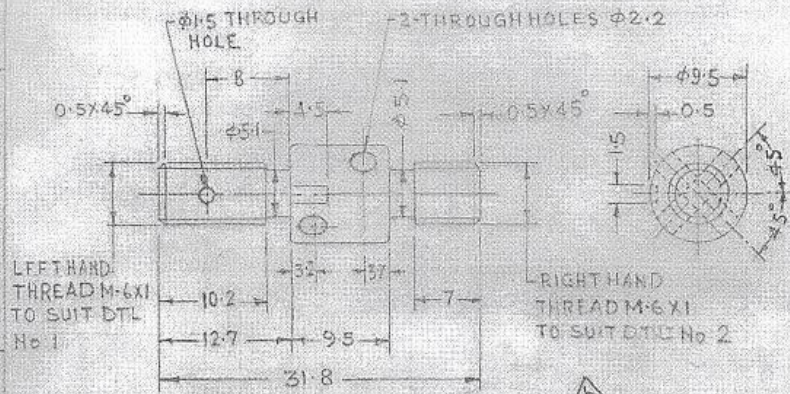 φ1.5 THROUGH
HOLE
2-THROUGH HOLES φ2.2
8
0.5X45°
φ5.1
4.5
φ5.1
0.5X45°
φ9.5
0.5
1.5
45°
45°
LEFT HAND
THREAD M-6X1
TO SUIT DTL
No 1
3.2
3.7
10.2
7
12.7
9.5
31.8
RIGHT HAND
THREAD M-6X1
TO SUIT DTL No 2